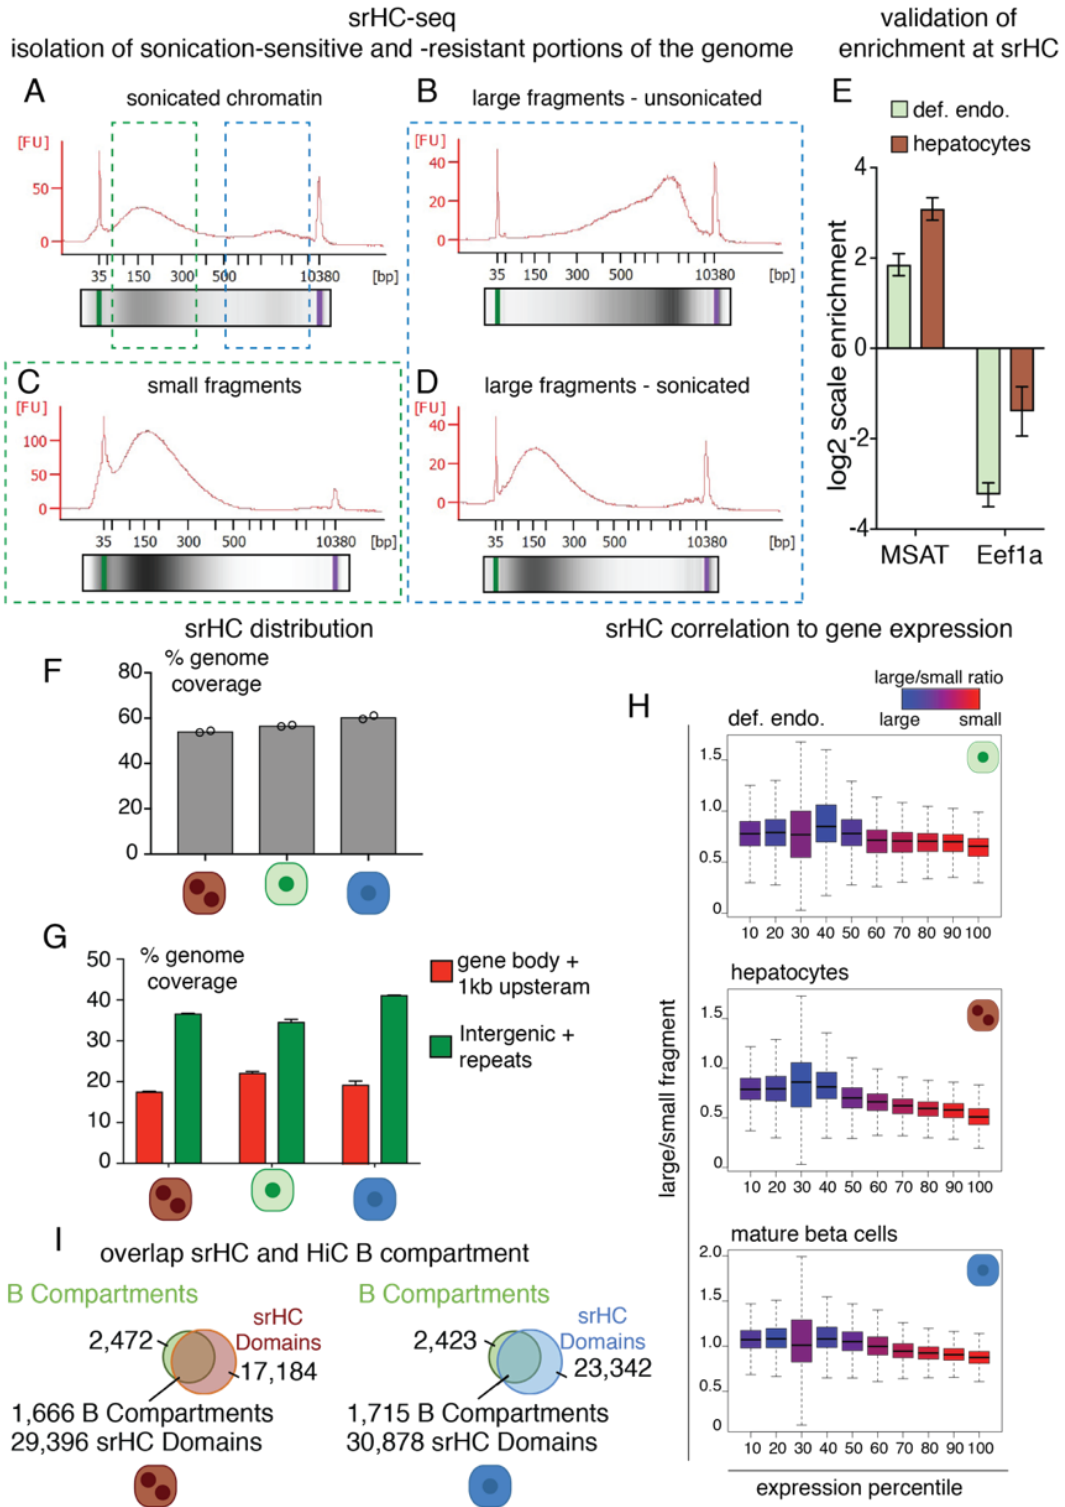 srHC-seq
isolation of sonication-sensitive and -resistant portions of the genome
validation of
enrichment at srHC
A
sonicated chromatin
[FU]
50
0
35 150 300 500 10380 [bp]
B
large fragments - unsonicated
[FU]
40
20
0
35 150 300 500 10380 [bp]
C
small fragments
[FU]
100
50
0
35 150 300 500 10380 [bp]
D
large fragments - sonicated
[FU]
40
20
0
35 150 300 500 10380 [bp]
E
def. endo.
hepatocytes
log2 scale enrichment
4
2
0
-2
-4
MSAT Eef1a
srHC distribution
F
% genome
coverage
80
60
40
20
0
G
% genome
coverage
50
40
30
20
10
0
gene body +
1kb upsteram
Intergenic +
repeats
srHC correlation to gene expression
H
large/small ratio
large small
def. endo.
1.5
1.0
0.5
0
10 20 30 40 50 60 70 80 90 100
hepatocytes
1.5
1.0
0.5
0
10 20 30 40 50 60 70 80 90 100
mature beta cells
2.0
1.5
1.0
0.5
0
10 20 30 40 50 60 70 80 90 100
large/small fragment
expression percentile
I
overlap srHC and HiC B compartment
B Compartments
2,472
srHC
Domains
17,184
1,666 B Compartments
29,396 srHC Domains
B Compartments
2,423
srHC
Domains
23,342
1,715 B Compartments
30,878 srHC Domains